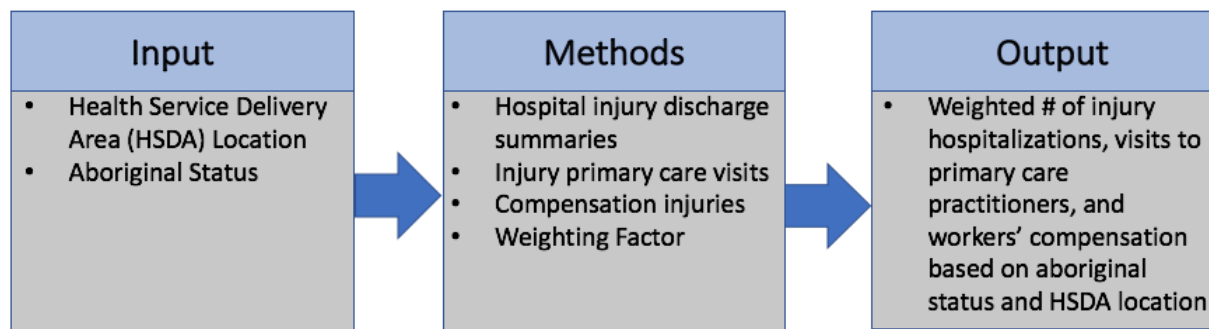 Input
• Health Service Delivery
Area (HSDA) Location
• Aboriginal Status
Methods
• Hospital injury discharge
summaries
• Injury primary care visits
• Compensation injuries
• Weighting Factor
Output
• Weighted # of injury
hospitalizations, visits to
primary care
practitioners, and
workers’ compensation
based on aboriginal
status and HSDA location